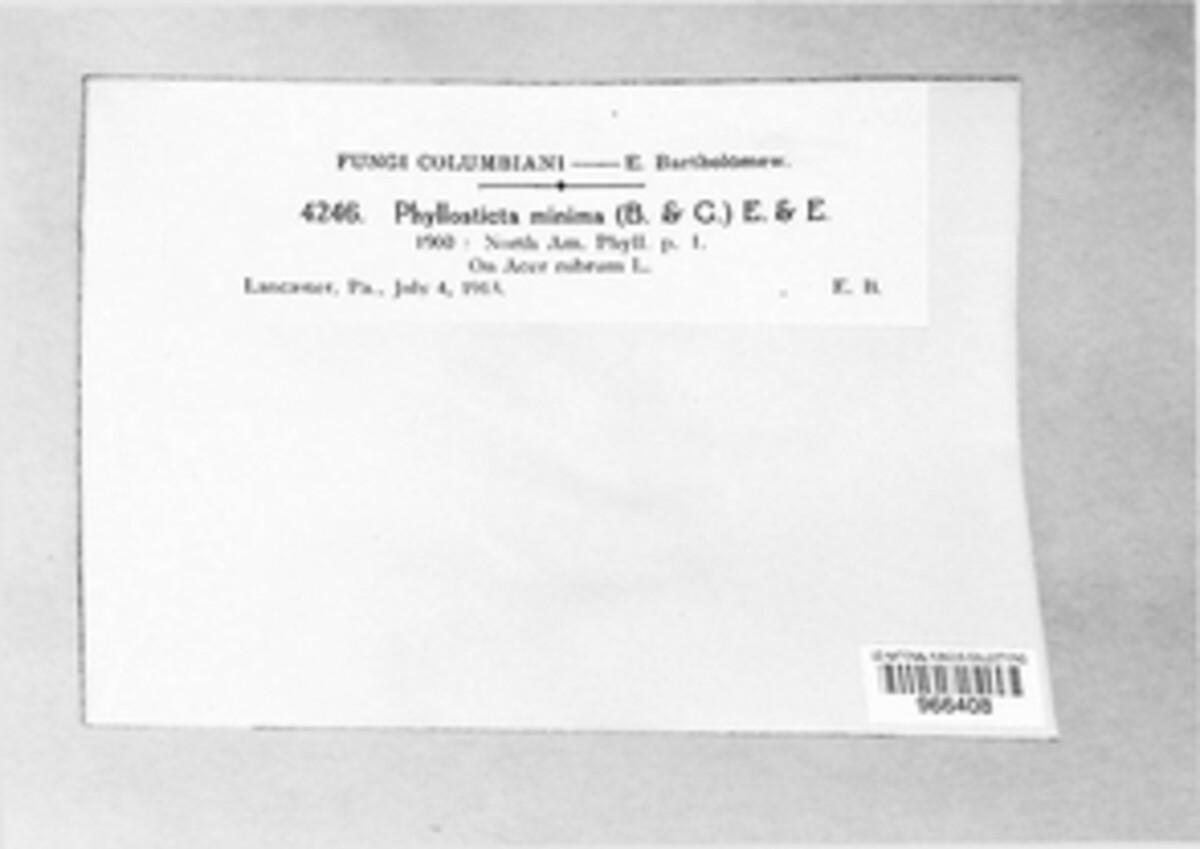 FUNGI COLUMBIANI — E. Bartholomew.
4246. Phyllosticta minima (B. & C.) E. & E.
1900 : North Am. Phyll. p. 1.
On Acer rubrum L.
Lancaster, Pa., July 4, E. B.
966408